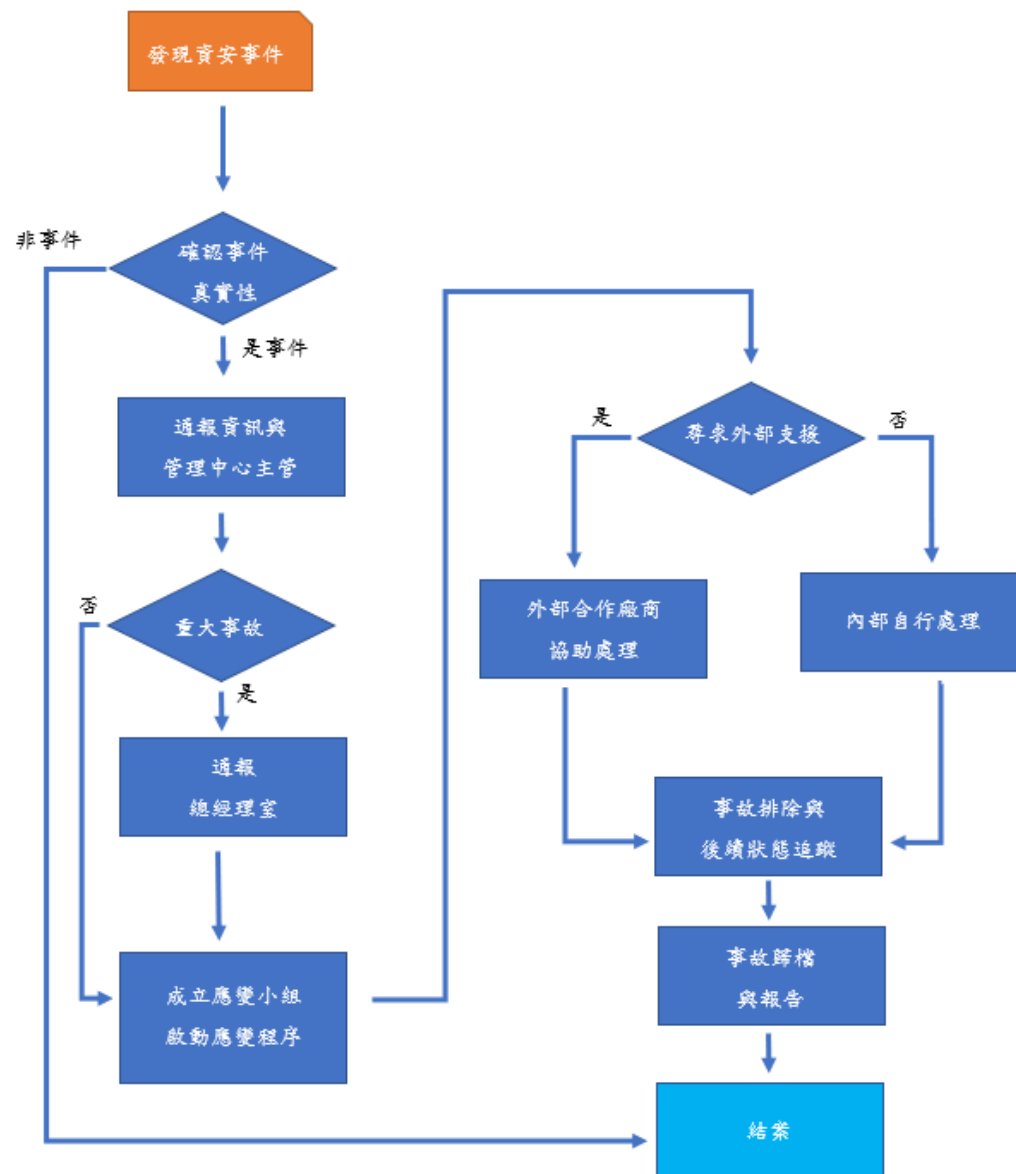 發現資安事件
非事件
確認事件
真實性
是事件
通報資訊與
管理中心主管
否
重大事故
是
通報
總經理室
成立應變小組
啟動應變程序
是
尋求外部支援
否
外部合作廠商
協助處理
內部自行處理
事故排除與
後續狀態追蹤
事故歸檔
與報告
結案